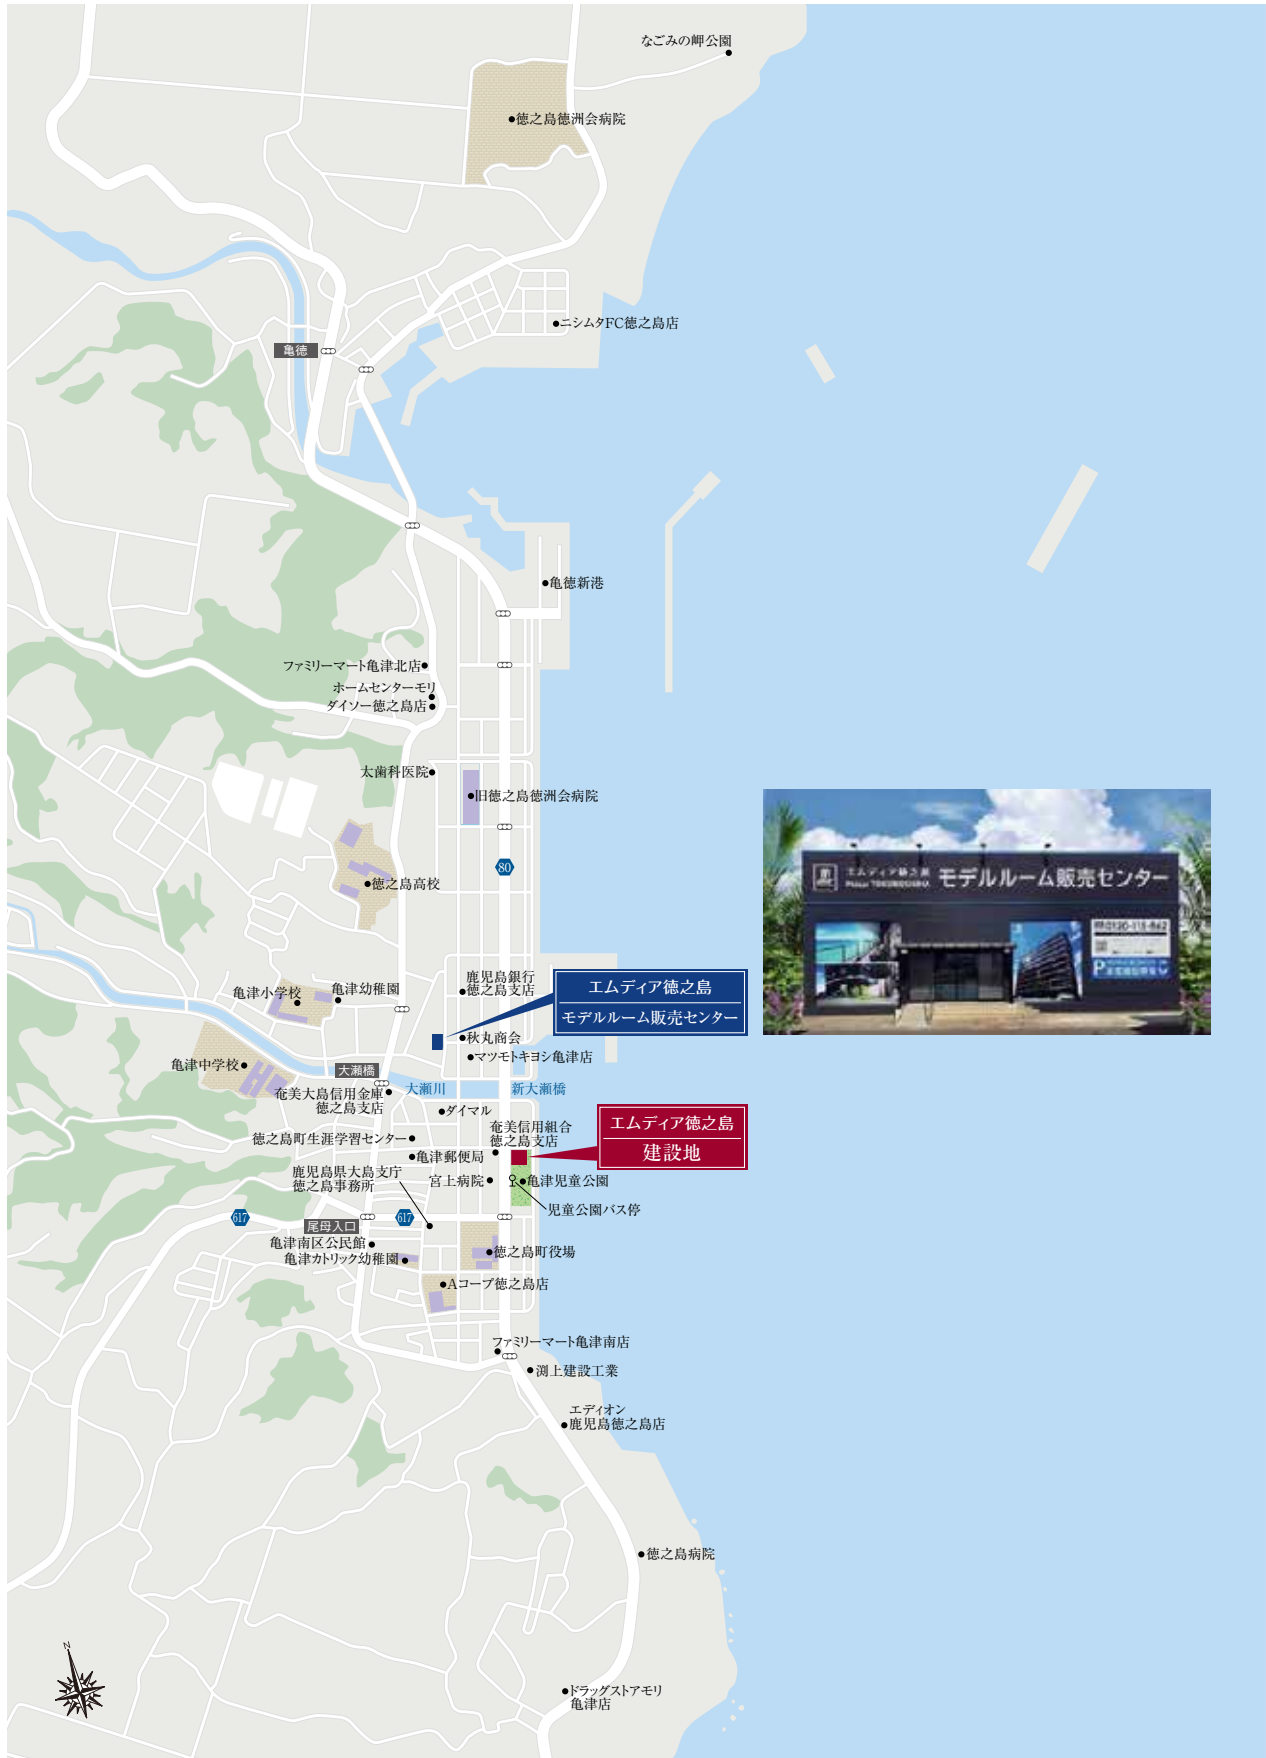 なごみの岬公園
徳之島徳洲会病院
ニシムタFC徳之島店
亀徳
亀徳新港
ファミリーマート亀津北店
ホームセンターモリ
ダイソー徳之島店
太歯科医院
旧徳之島徳洲会病院
エムディア徳之島
モデルルーム販売センター
80
徳之島高校
0120-115-862
P
鹿児島銀行
徳之島支店
エムディア徳之島
モデルルーム販売センター
亀津小学校
亀津幼稚園
秋丸商会
マツモトキヨシ亀津店
亀津中学校
大瀬橋
奄美大島信用金庫
徳之島支店
大瀬川
新大瀬橋
ダイマル
エムディア徳之島
建設地
奄美信用組合
徳之島支店
徳之島町生涯学習センター
亀津郵便局
鹿児島県大島支庁
徳之島事務所
宮上病院
亀津児童公園
児童公園バス停
617
617
尾母入口
亀津南区公民館
亀津カトリック幼稚園
徳之島町役場
Aコープ徳之島店
ファミリーマート亀津南店
渕上建設工業
エディオン
鹿児島徳之島店
徳之島病院
N
ドラッグストアモリ
亀津店